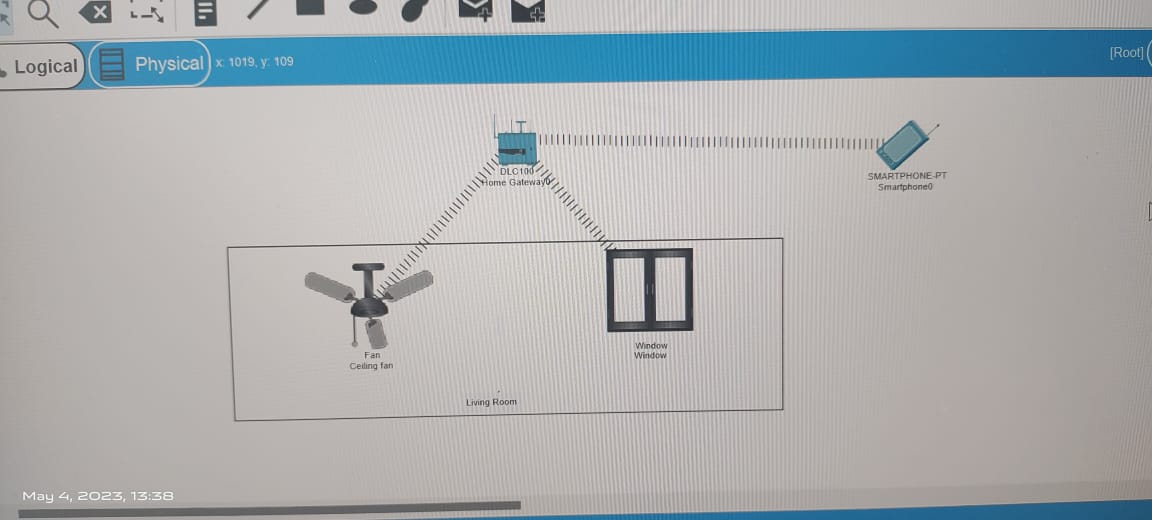 Logical
Physical
x: 1019, y: 109
[Root]
DLC100
Home Gateway0
SMARTPHONE-PT
Smartphone0
Fan
Ceiling fan
Window
Window
Living Room
May 4, 2023, 13:38